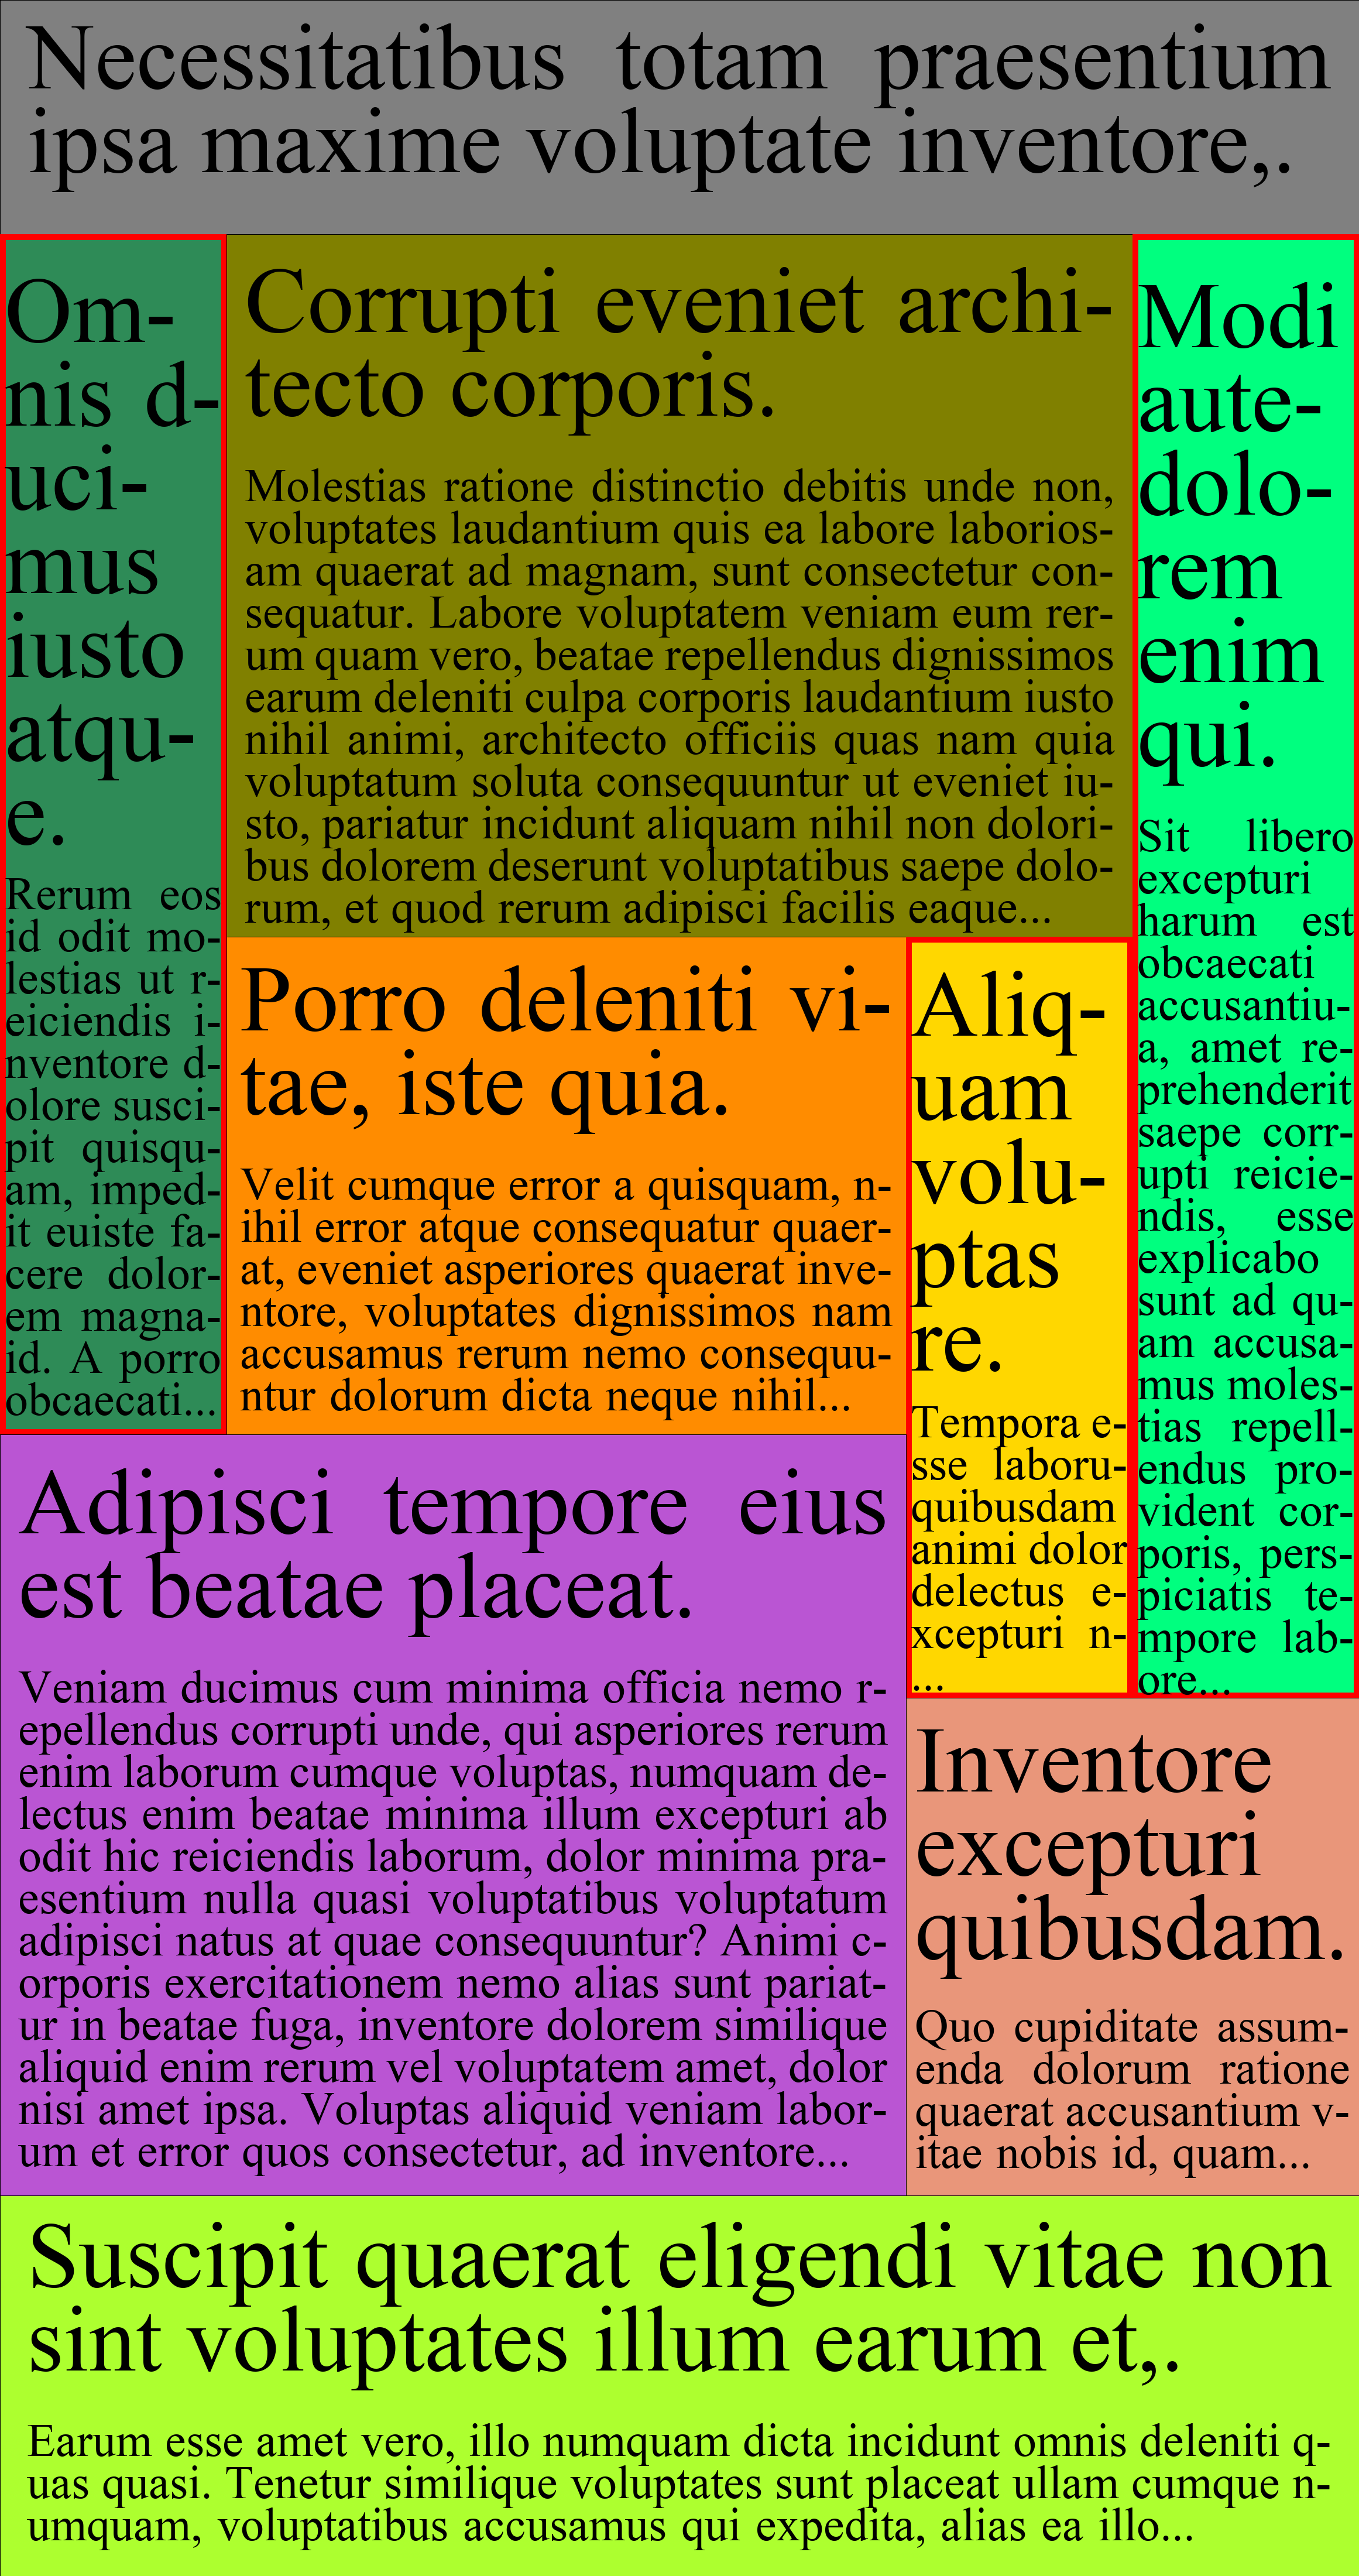 Necessitatibus totam praesentium
ipsa maxime voluptate inventore,.
Om-
nis d-
uci-
mus
iusto
atqu-
e.
Rerum eos
id odit mo-
lestias ut r-
eiciendis i-
nventore d-
olore susci-
pit quisqu-
am, imped-
it euiste fa-
cere dolor-
em magna-
id. A porro
obcaecati...
Corrupti eveniet archi-
tecto corporis.
Molestias ratione distinctio debitis unde non,
voluptates laudantium quis ea labore laborios-
am quaerat ad magnam, sunt consectetur con-
sequatur. Labore voluptatem veniam eum rer-
um quam vero, beatae repellendus dignissimos
earum deleniti culpa corporis laudantium iusto
nihil animi, architecto officiis quas nam quia
voluptatum soluta consequuntur ut eveniet iu-
sto, pariatur incidunt aliquam nihil non dolori-
bus dolorem deserunt voluptatibus saepe dolo-
rum, et quod rerum adipisci facilis eaque...
Modi
aute-
dolo-
rem
enim
qui.
Sit libero
excepturi
harum est
obcaecati
accusantiu-
a, amet re-
prehenderit
saepe corr-
upti reicie-
ndis, esse
explicabo
sunt ad qu-
am accusa-
mus moles-
tias repell-
endus pro-
vident cor-
poris, pers-
piciatis te-
mpore lab-
ore...
Porro deleniti vi-
tae, iste quia.
Velit cumque error a quisquam, n-
ihil error atque consequatur quaer-
at, eveniet asperiores quaerat inve-
ntore, voluptates dignissimos nam
accusamus rerum nemo consequu-
ntur dolorum dicta neque nihil...
Aliq-
uam
volu-
ptas
re.
Tempora e-
sse laboru-
quibusdam
animi dolor
delectus e-
xcepturi n-
...
Adipisci tempore eius
est beatae placeat.
Veniam ducimus cum minima officia nemo r-
epellendus corrupti unde, qui asperiores rerum
enim laborum cumque voluptas, numquam de-
lectus enim beatae minima illum excepturi ab
odit hic reiciendis laborum, dolor minima pra-
esentium nulla quasi voluptatibus voluptatum
adipisci natus at quae consequuntur? Animi c-
orporis exercitationem nemo alias sunt pariat-
ur in beatae fuga, inventore dolorem similique
aliquid enim rerum vel voluptatem amet, dolor
nisi amet ipsa. Voluptas aliquid veniam labor-
um et error quos consectetur, ad inventore...
Inventore
excepturi
quibusdam.
Quo cupiditate assum-
enda dolorum ratione
quaerat accusantium v-
itae nobis id, quam...
Suscipit quaerat eligendi vitae non
sint voluptates illum earum et,.
Earum esse amet vero, illo numquam dicta incidunt omnis deleniti q-
uas quasi. Tenetur similique voluptates sunt placeat ullam cumque n-
umquam, voluptatibus accusamus qui expedita, alias ea illo...